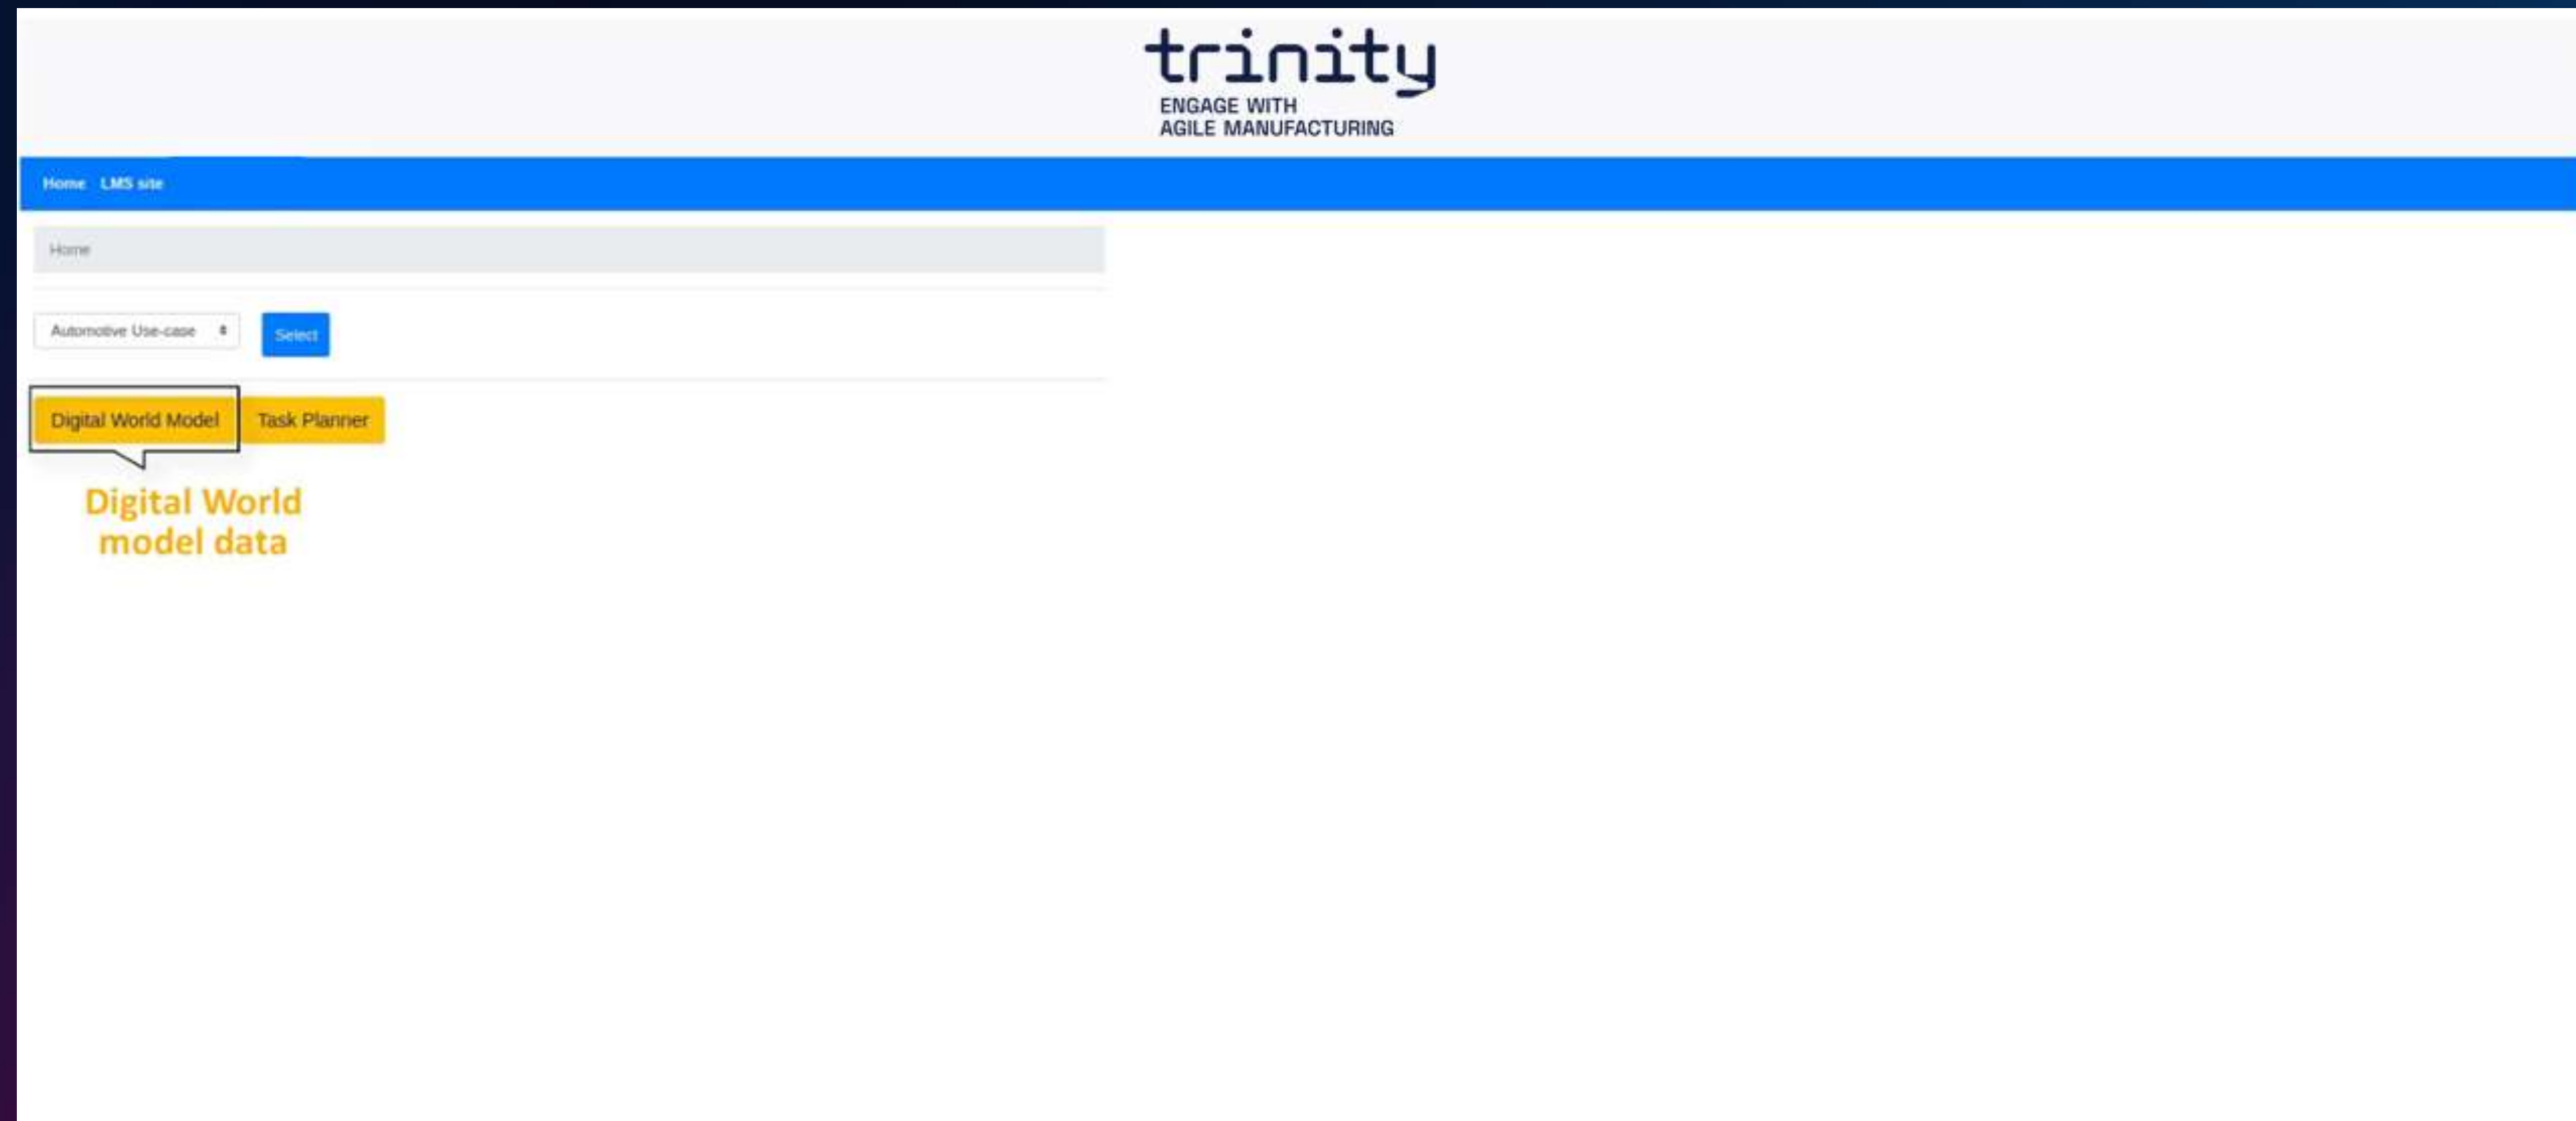 trinity
ENGAGE WITH
AGILE MANUFACTURING
Home LMS site
Home
Automotive Use-case Select
Digital World Model Task Planner
Digital World
model data